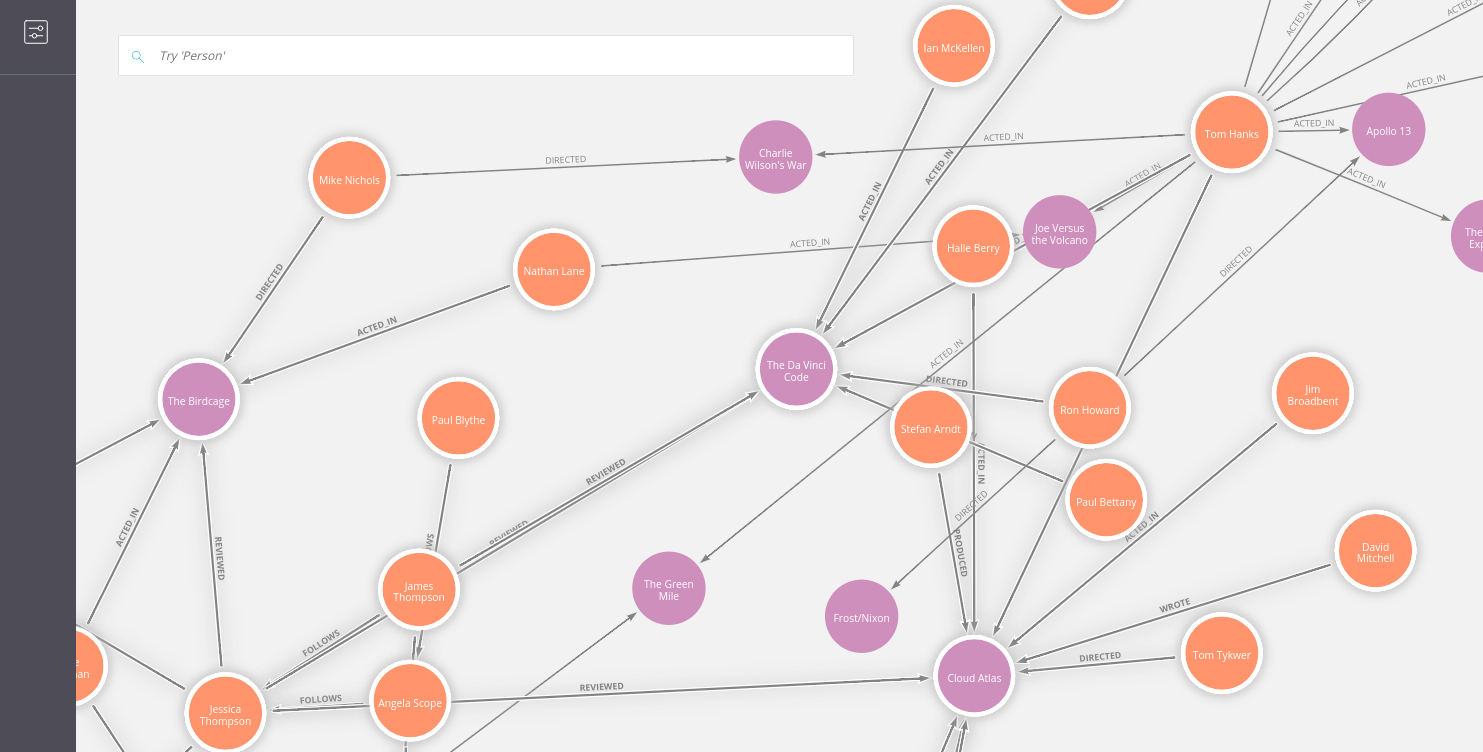 Try 'Person'
Ian McKellen
ACTED_IN
ACTED_IN
Tom Hanks
ACTED_IN
Apollo 13
ACTED_IN
ACTED_IN
Charlie
Wilson's War
DIRECTED
Mike Nichols
ACTED_IN
ACTED_IN
ACTED_IN
Joe Versus
the Volcano
Halle Berry
ACTED_IN
Nathan Lane
DIRECTED
DIRECTED
ACTED_IN
ACTED_IN
The Da Vinci
Code
DIRECTED
Jim
Broadbent
The Birdcage
Paul Blythe
Stefan Arndt
Ron Howard
REVIEWED
Paul Bettany
DIRECTED
ACTED_IN
ACTED_IN
REVIEWED
PRODUCED
David
Mitchell
James
Thompson
The Green
Mile
Frost/Nixon
WROTE
FOLLOWS
Tom Tykwer
DIRECTED
Cloud Atlas
REVIEWED
FOLLOWS
Angela Scope
Jessica
Thompson